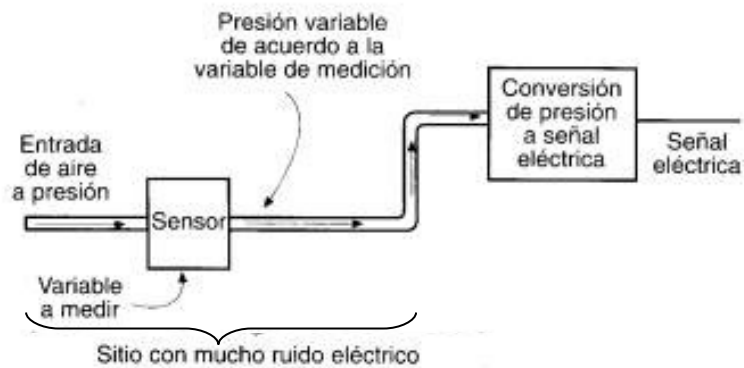 Presión variable
de acuerdo a la
variable de medición
Conversión
de presión
a señal
eléctrica
Señal
eléctrica
Entrada
de aire
a presión
Sensor
Variable
a medir
Sitio con mucho ruido eléctrico